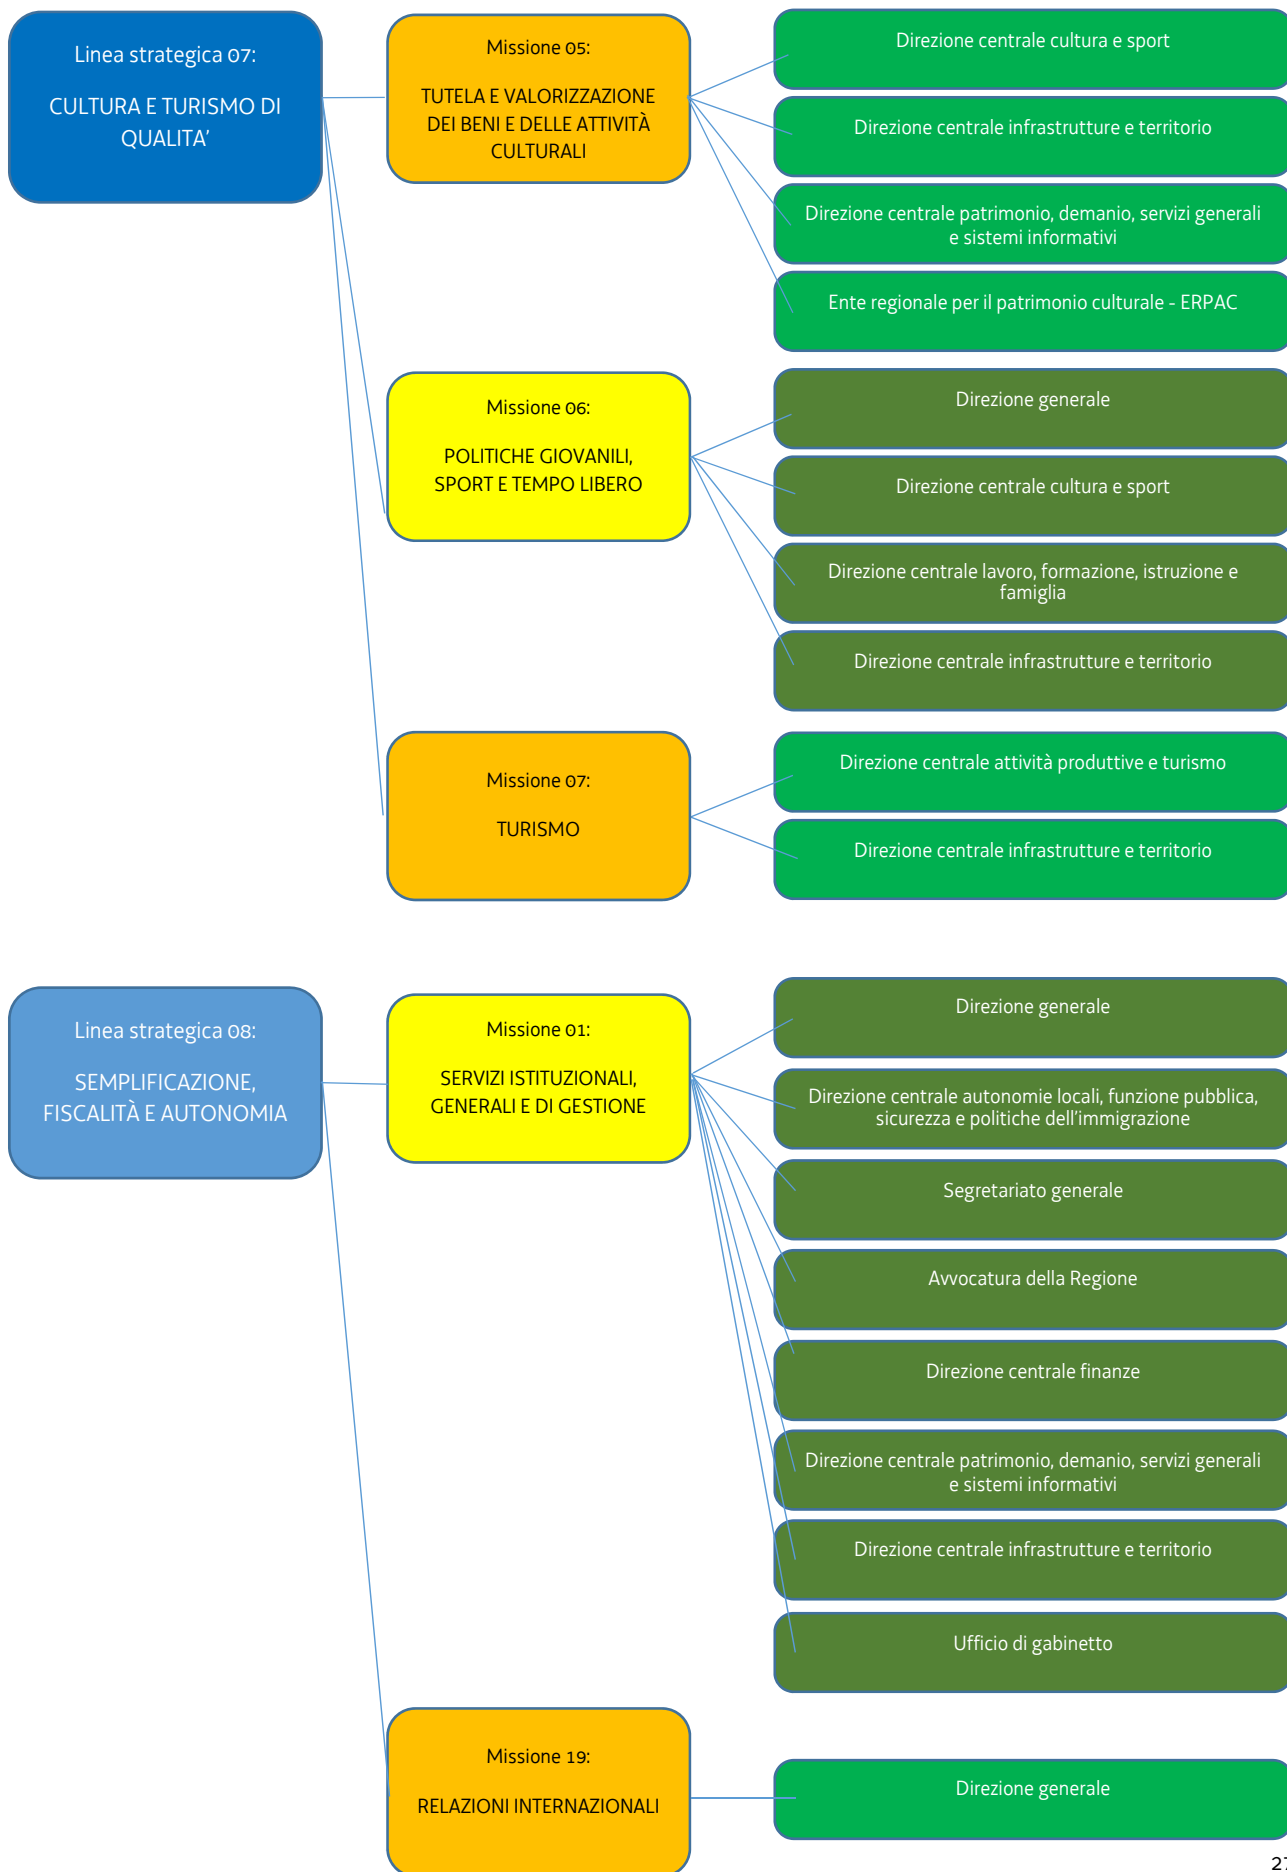 Linea strategica 07:
CULTURA E TURISMO DI
QUALITA’
Missione 05:
TUTELA E VALORIZZAZIONE
DEI BENI E DELLE ATTIVITÀ
CULTURALI
Direzione centrale cultura e sport
Direzione centrale infrastrutture e territorio
Direzione centrale patrimonio, demanio, servizi generali
e sistemi informativi
Ente regionale per il patrimonio culturale - ERPAC
Missione 06:
POLITICHE GIOVANILI,
SPORT E TEMPO LIBERO
Direzione generale
Direzione centrale cultura e sport
Direzione centrale lavoro, formazione, istruzione e
famiglia
Direzione centrale infrastrutture e territorio
Missione 07:
TURISMO
Direzione centrale attività produttive e turismo
Direzione centrale infrastrutture e territorio
Linea strategica 08:
SEMPLIFICAZIONE,
FISCALITÀ E AUTONOMIA
Missione 01:
SERVIZI ISTITUZIONALI,
GENERALI E DI GESTIONE
Direzione generale
Direzione centrale autonomie locali, funzione pubblica,
sicurezza e politiche dell’immigrazione
Segretariato generale
Avvocatura della Regione
Direzione centrale finanze
Direzione centrale patrimonio, demanio, servizi generali
e sistemi informativi
Direzione centrale infrastrutture e territorio
Ufficio di gabinetto
Missione 19:
RELAZIONI INTERNAZIONALI
Direzione generale